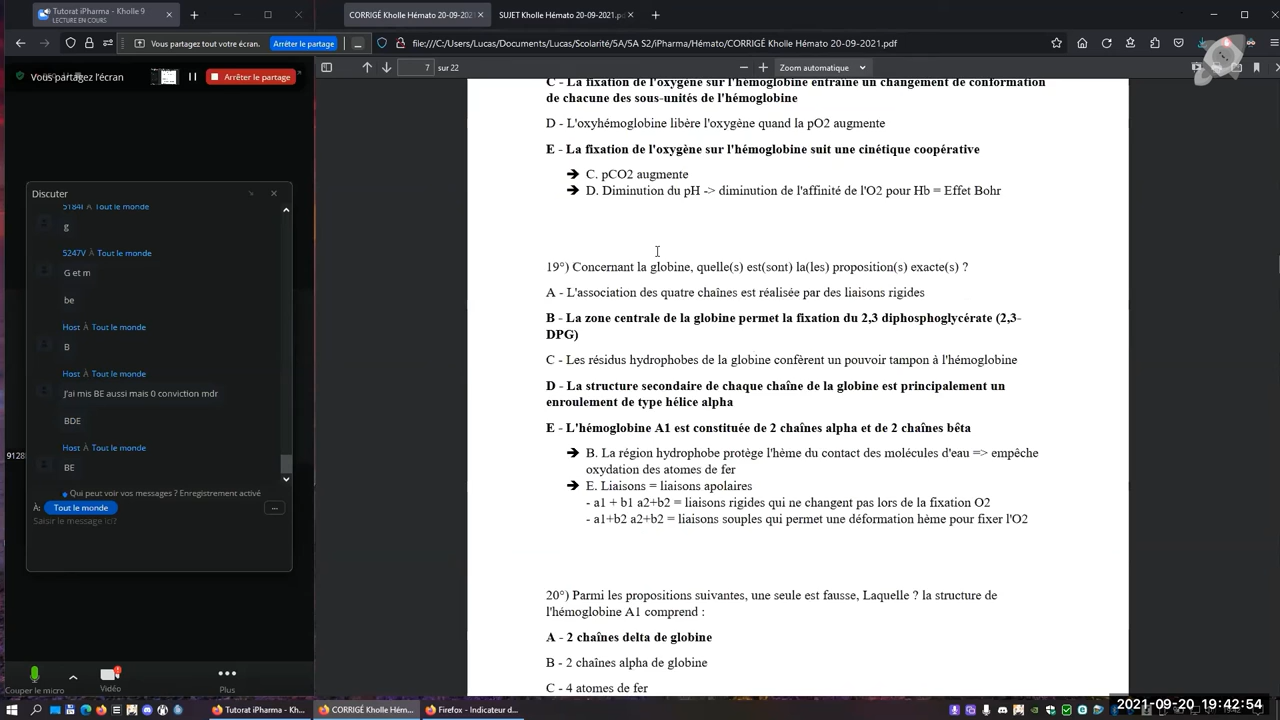 Tutorat iPharma - Kholle 9
LECTURE EN COURS
CORRIGÉ Kholle Hémato 20-09-2021.
SUJET Kholle Hémato 20-09-2021.pd
Vous partagez tout écran.
Arrêter le partage
file:///C:/Users/Lucas/Documents/Lucas/Scolarité/5A/5A S2/iPharma/Hémato/CORRIGÉ Kholle Hémato 20-09-2021.pdf
7
sur 22
Zoom automatique
Vous partagez l'écran
Arrêter le partage
Discuter
5184T À Tout le monde
g
5247V À Tout le monde
G et m
be
Host À Tout le monde
B
Host À Tout le monde
J'ai mis BE aussi mais 0 conviction mdr
BDE
Host À Tout le monde
BE
9128
Qui peut voir vos messages ? Enregistrement activé
À: Tout le monde
Saisir le message ici?
Couper le micro
Vidéo
Plus
C - La fixation de l'oxygène sur l'hémoglobine entraîne un changement de conformation
de chacune des sous-unités de l'hémoglobine
D - L'oxyhémoglobine libère l'oxygène quand la pO2 augmente
E - La fixation de l'oxygène sur l'hémoglobine suit une cinétique coopérative
➔ C. pCO2 augmente
➔ D. Diminution du pH -> diminution de l'affinité de l'O2 pour Hb = Effet Bohr
19°) Concernant la globine, quelle(s) est(sont) la(les) proposition(s) exacte(s) ?
A - L'association des quatre chaînes est réalisée par des liaisons rigides
B - La zone centrale de la globine permet la fixation du 2,3 diphosphoglycérate (2,3-
DPG)
C - Les résidus hydrophobes de la globine confèrent un pouvoir tampon à l'hémoglobine
D - La structure secondaire de chaque chaîne de la globine est principalement un
enroulement de type hélice alpha
E - L'hémoglobine A1 est constituée de 2 chaînes alpha et de 2 chaînes bêta
➔ B. La région hydrophobe protège l'hème du contact des molécules d'eau => empêche
oxydation des atomes de fer
➔ E. Liaisons = liaisons apolaires
- a1 + b1 a2+b2 = liaisons rigides qui ne changent pas lors de la fixation O2
- a1+b2 a2+b2 = liaisons souples qui permet une déformation hème pour fixer l'O2
20°) Parmi les propositions suivantes, une seule est fausse, Laquelle ? la structure de
l'hémoglobine A1 comprend :
A - 2 chaînes delta de globine
B - 2 chaînes alpha de globine
C - 4 atomes de fer
Tutorat iPharma - Kh...
CORRIGÉ Kholle Hém...
Firefox - Indicateur d...
2021-09-20 19:42:54